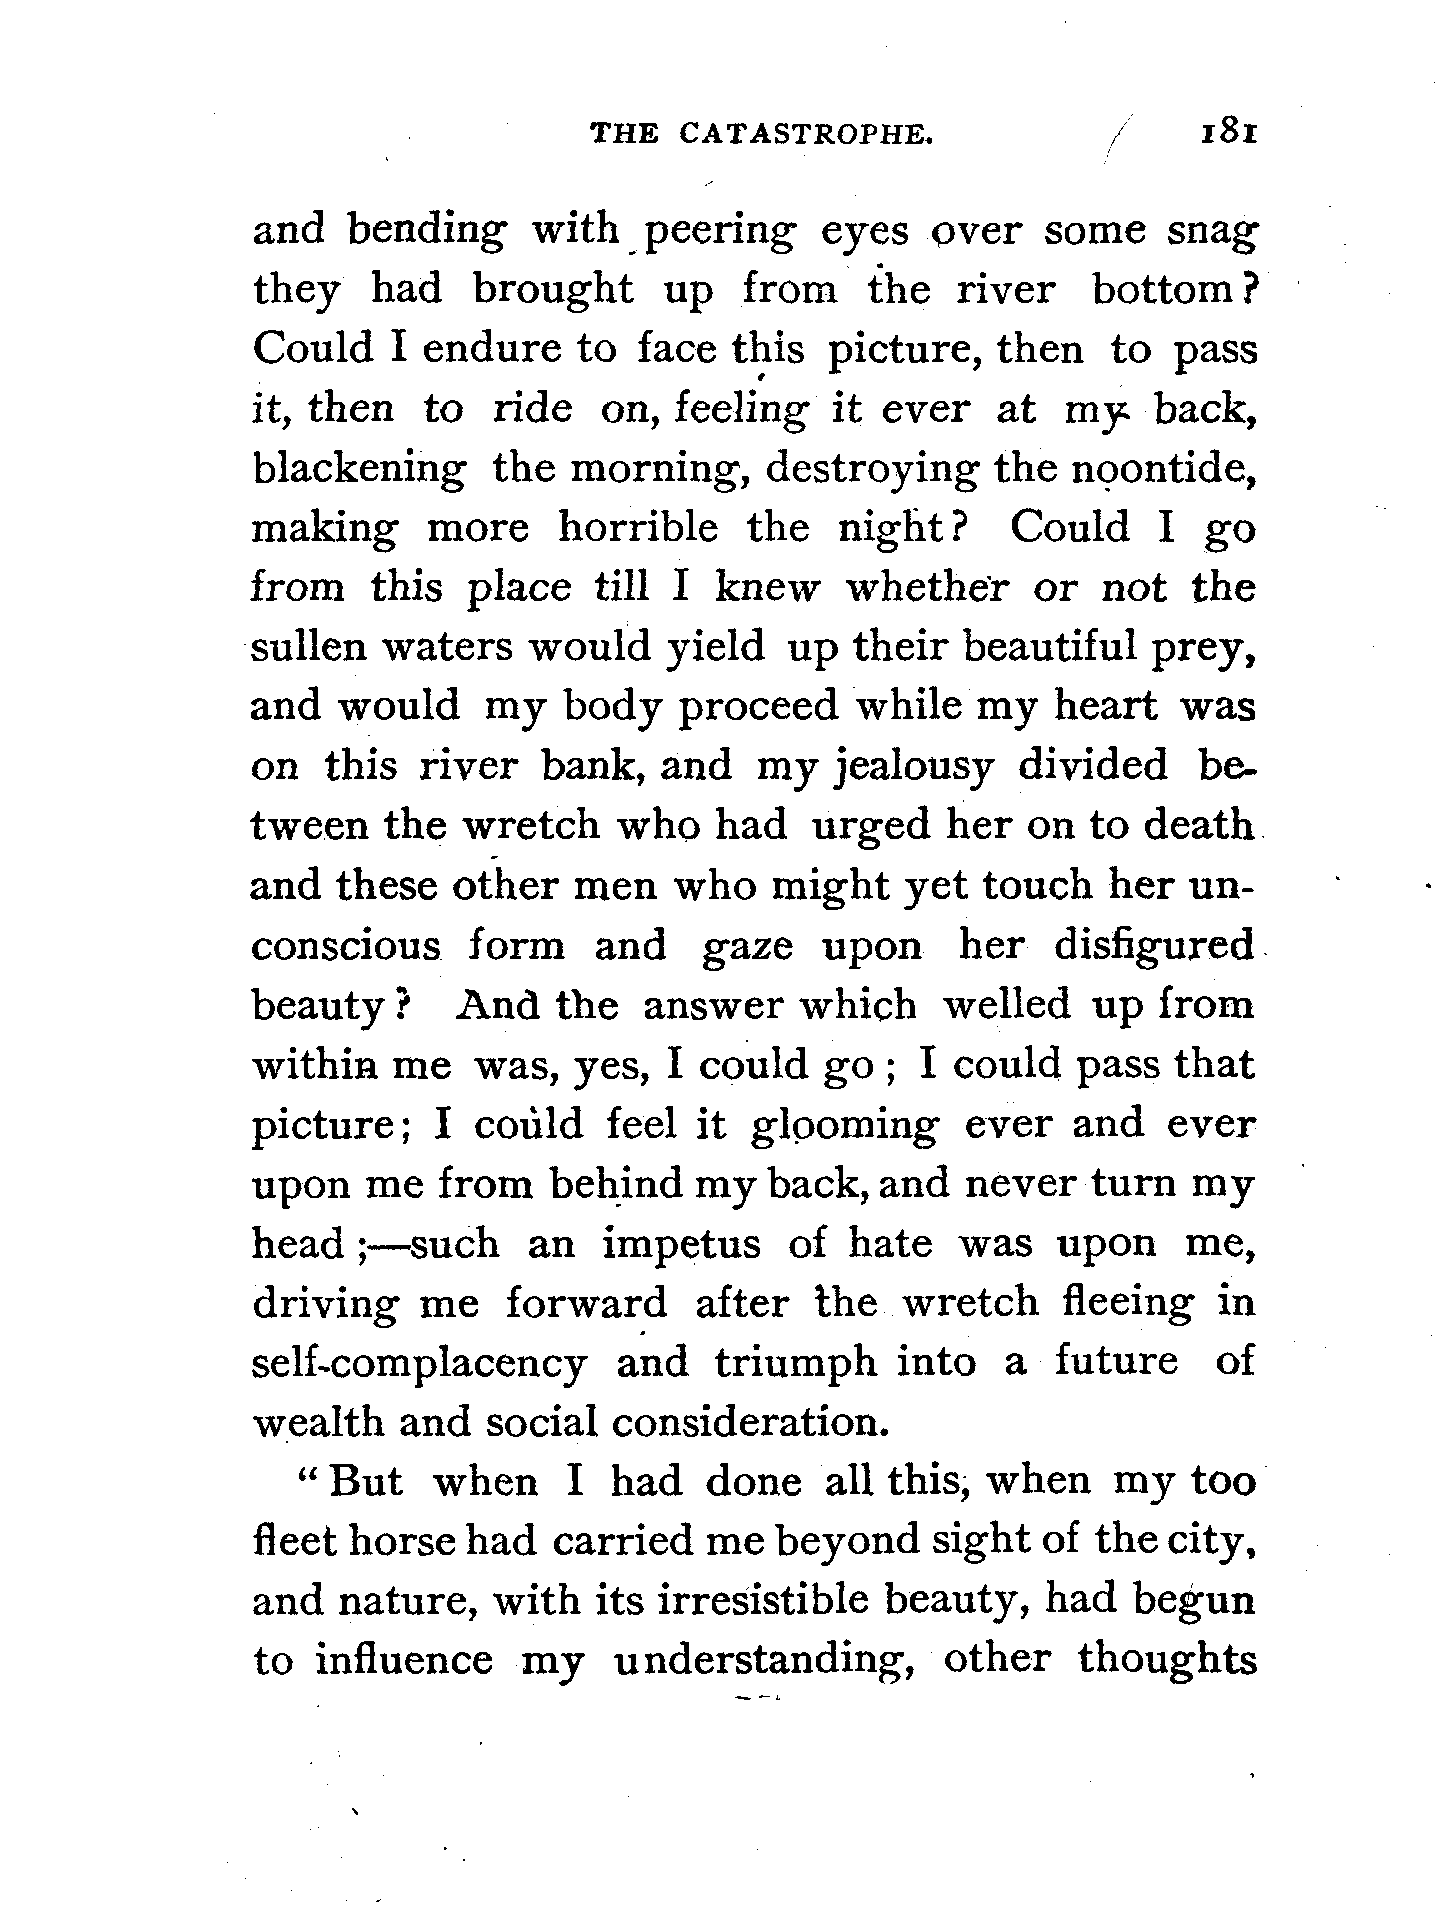 THE CATASTROPHE. 181
and bending with peering eyes over some snag
they had brought up from the river bottom?
Could I endure to face this picture, then to pass
it, then to ride on, feeling it ever at my back,
blackening the morning, destroying the noontide,
making more horrible the night? Could I go
from this place till I knew whether or not the
sullen waters would yield up their beautiful prey,
and would my body proceed while my heart was
on this river bank, and my jealousy divided be-
tween the wretch who had urged her on to death
and these other men who might yet touch her un-
conscious form and gaze upon her disfigured
beauty? And the answer which welled up from
within me was, yes, I could go; I could pass that
picture; I could feel it glooming ever and ever
upon me from behind my back, and never turn my
head;—such an impetus of hate was upon me,
driving me forward after the wretch fleeing in
self-complacency and triumph into a future of
wealth and social consideration.
"But when I had done all this, when my too
fleet horse had carried me beyond sight of the city,
and nature, with its irresistible beauty, had begun
to influence my understanding, other thoughts